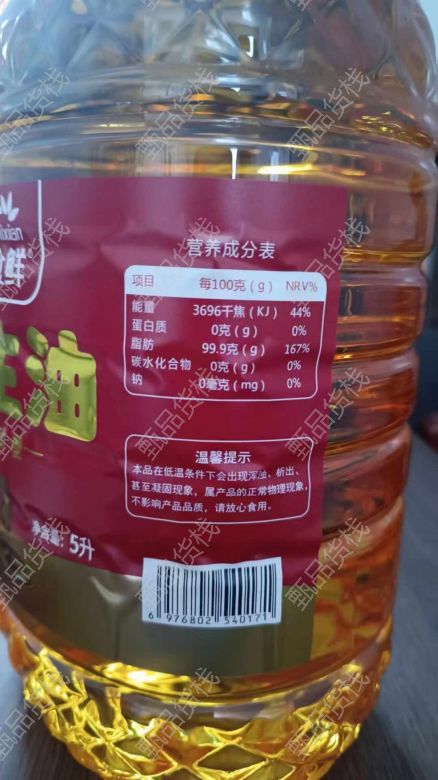 ixian
鲜®
油
净含量：5升
营养成分表
项目 每100克（g） NRV%
能量 3696千焦（KJ） 44%
蛋白质 0克（g） 0%
脂肪 99.9克（g） 167%
碳水化合物 0克（g） 0%
钠 0毫克（mg） 0%
温馨提示
本品在低温条件下会出现浑浊、析出、
甚至凝固现象，属产品的正常物理现象，
不影响产品品质，请放心食用。
6 976802 540171
甄品货栈